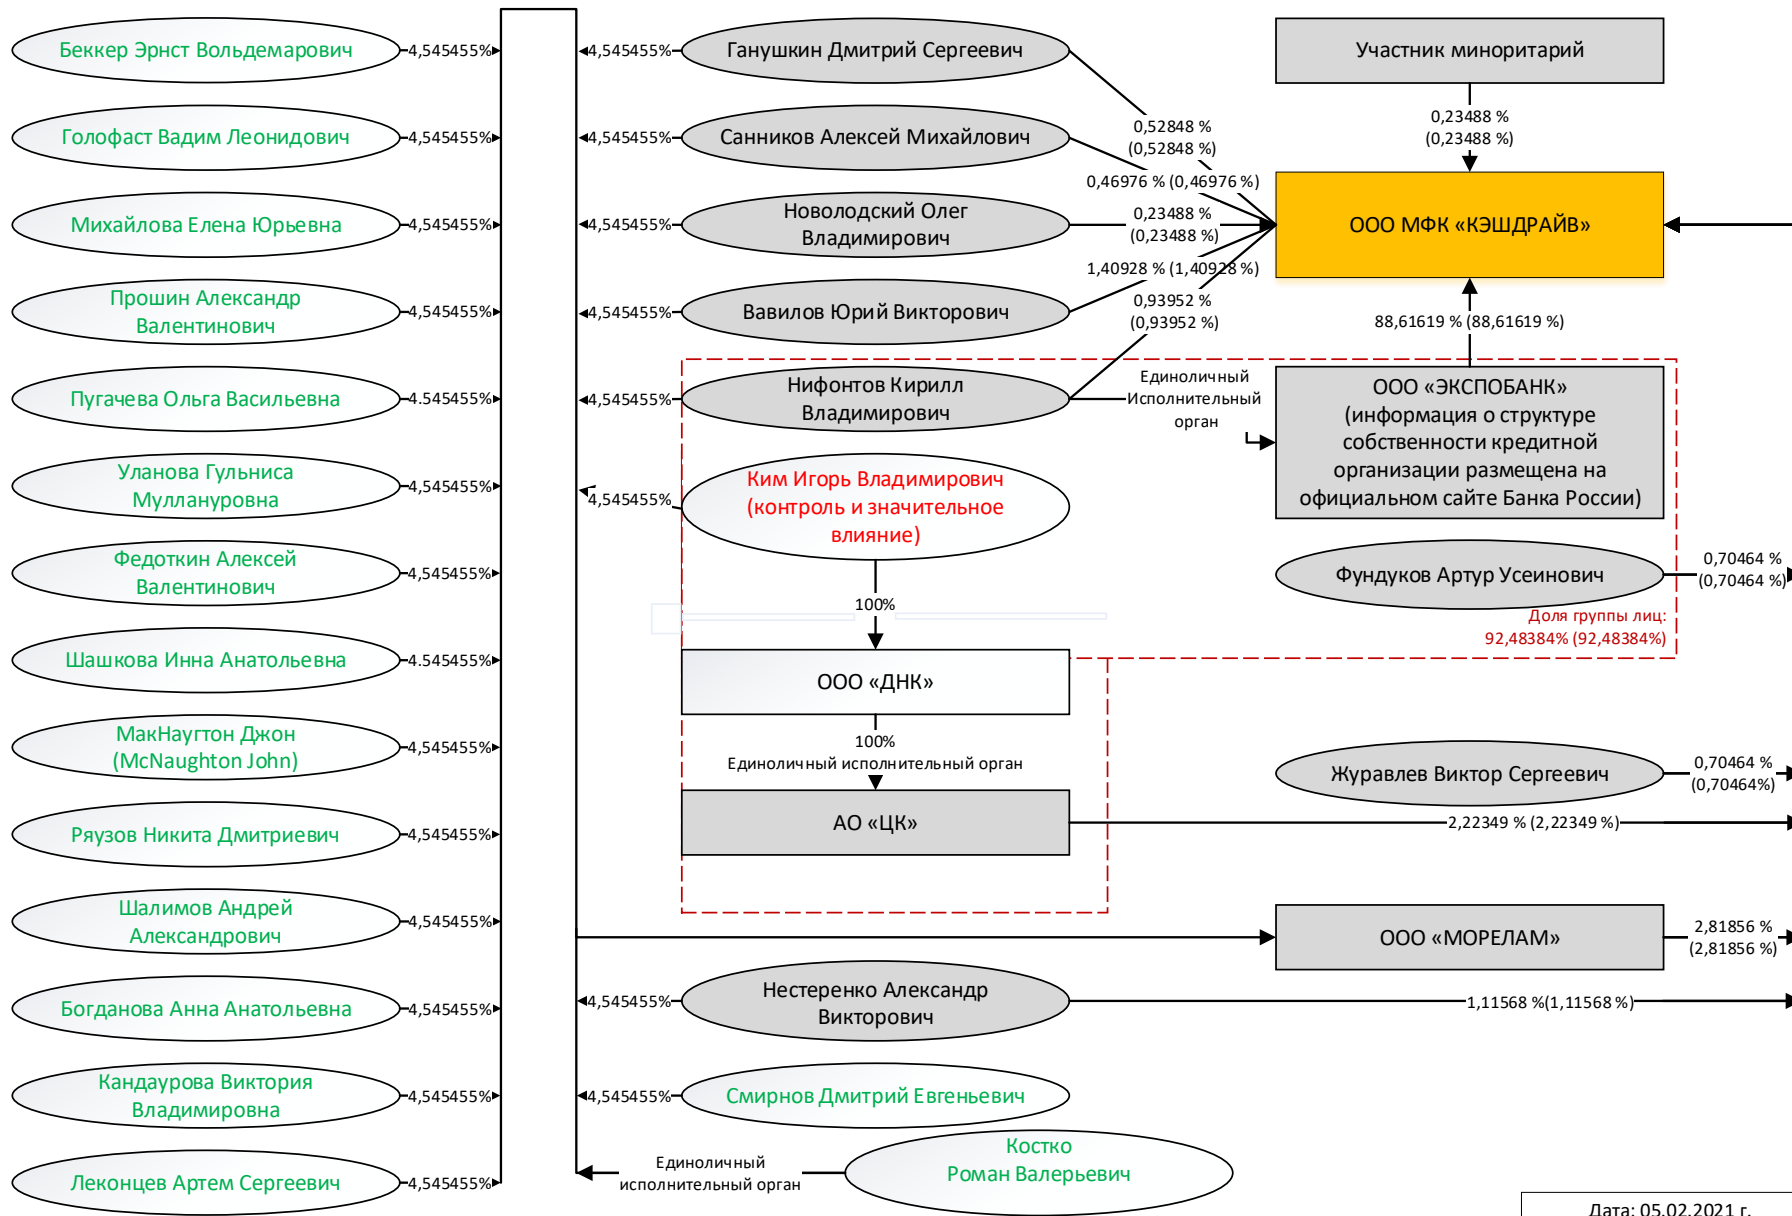 Беккер Эрнст Вольдемарович
4,545455%
Голофаст Вадим Леонидович
4,545455%
Михайлова Елена Юрьевна
4,545455%
Прошин Александр
Валентинович
4,545455%
Пугачева Ольга Васильевна
4.545455%
Уланова Гульниса
Муллануровна
4,545455%
Федоткин Алексей
Валентинович
4,545455%
Шашкова Инна Анатольевна
4.545455%
МакНаугтон Джон
(McNaughton John)
4,545455%
Ряузов Никита Дмитриевич
4,545455%
Шалимов Андрей
Александрович
4,545455%
Богданова Анна Анатольевна
4,545455%
Кандаурова Виктория
Владимировна
4,545455%
Леконцев Артем Сергеевич
4,545455%
4,545455%
Ганушкин Дмитрий Сергеевич
0,52848 %
(0,52848 %)
4,545455%
Санников Алексей Михайлович
0,46976 % (0,46976 %)
4,545455%
Новолодский Олег
Владимирович
0,23488 %
(0,23488 %)
4,545455%
Вавилов Юрий Викторович
1,40928 % (1,40928 %)
4,545455%
Нифонтов Кирилл
Владимирович
0,93952 %
(0,93952 %)
Единоличный
Исполнительный
орган
4,545455%
Ким Игорь Владимирович
(контроль и значительное
влияние)
100%
ООО «ДНК»
100%
Единоличный исполнительный орган
АО «ЦК»
2,22349 % (2,22349 %)
4,545455%
Нестеренко Александр
Викторович
1,11568 %(1,11568 %)
4,545455%
Смирнов Дмитрий Евгеньевич
Единоличный
исполнительный орган
Костко
Роман Валерьевич
Участник миноритарий
0,23488 %
(0,23488 %)
ООО МФК «КЭШДРАЙВ»
88,61619 % (88,61619 %)
ООО «ЭКСПОБАНК»
(информация о структуре
собственности кредитной
организации размещена на
официальном сайте Банка России)
Фундуков Артур Усеинович
0,70464 %
(0,70464 %)
Доля группы лиц:
92,48384% (92,48384%)
Журавлев Виктор Сергеевич
0,70464 %
(0,70464%)
ООО «МОРЕЛАМ»
2,81856 %
(2,81856 %)
Дата: 05.02.2021 г.